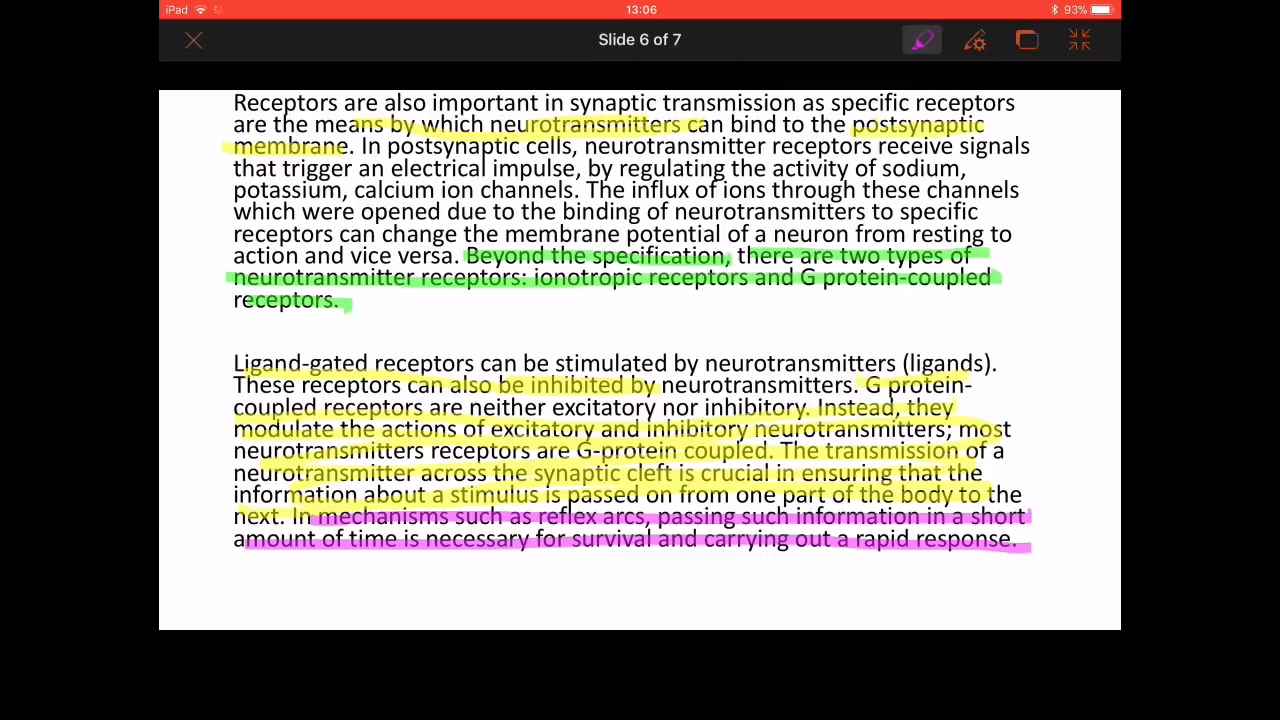 iPad
13:06
93%
Slide 6 of 7
Receptors are also important in synaptic transmission as specific receptors
are the means by which neurotransmitters can bind to the postsynaptic
membrane. In postsynaptic cells, neurotransmitter receptors receive signals
that trigger an electrical impulse, by regulating the activity of sodium,
potassium, calcium ion channels. The influx of ions through these channels
which were opened due to the binding of neurotransmitters to specific
receptors can change the membrane potential of a neuron from resting to
action and vice versa. Beyond the specification, there are two types of
neurotransmitter receptors: ionotropic receptors and G protein-coupled
receptors.
Ligand-gated receptors can be stimulated by neurotransmitters (ligands).
These receptors can also be inhibited by neurotransmitters. G protein-
coupled receptors are neither excitatory nor inhibitory. Instead, they
modulate the actions of excitatory and inhibitory neurotransmitters; most
neurotransmitters receptors are G-protein coupled. The transmission of a
neurotransmitter across the synaptic cleft is crucial in ensuring that the
information about a stimulus is passed on from one part of the body to the
next. In mechanisms such as reflex arcs, passing such information in a short
amount of time is necessary for survival and carrying out a rapid response.